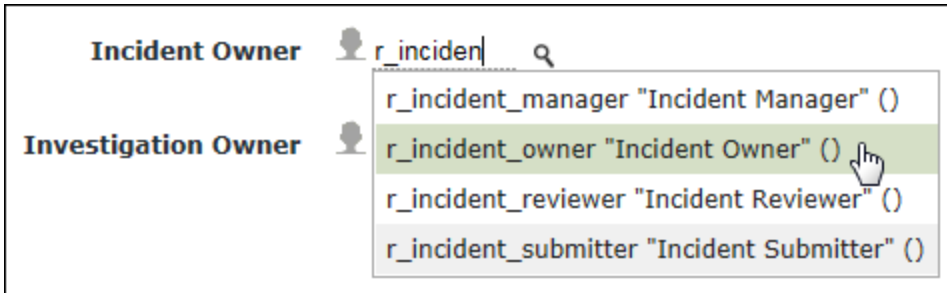 Incident Owner r_inciden
r_incident_manager "Incident Manager" ()
Investigation Owner r_incident_owner "Incident Owner" ()
r_incident_reviewer "Incident Reviewer" ()
r_incident_submitter "Incident Submitter" ()